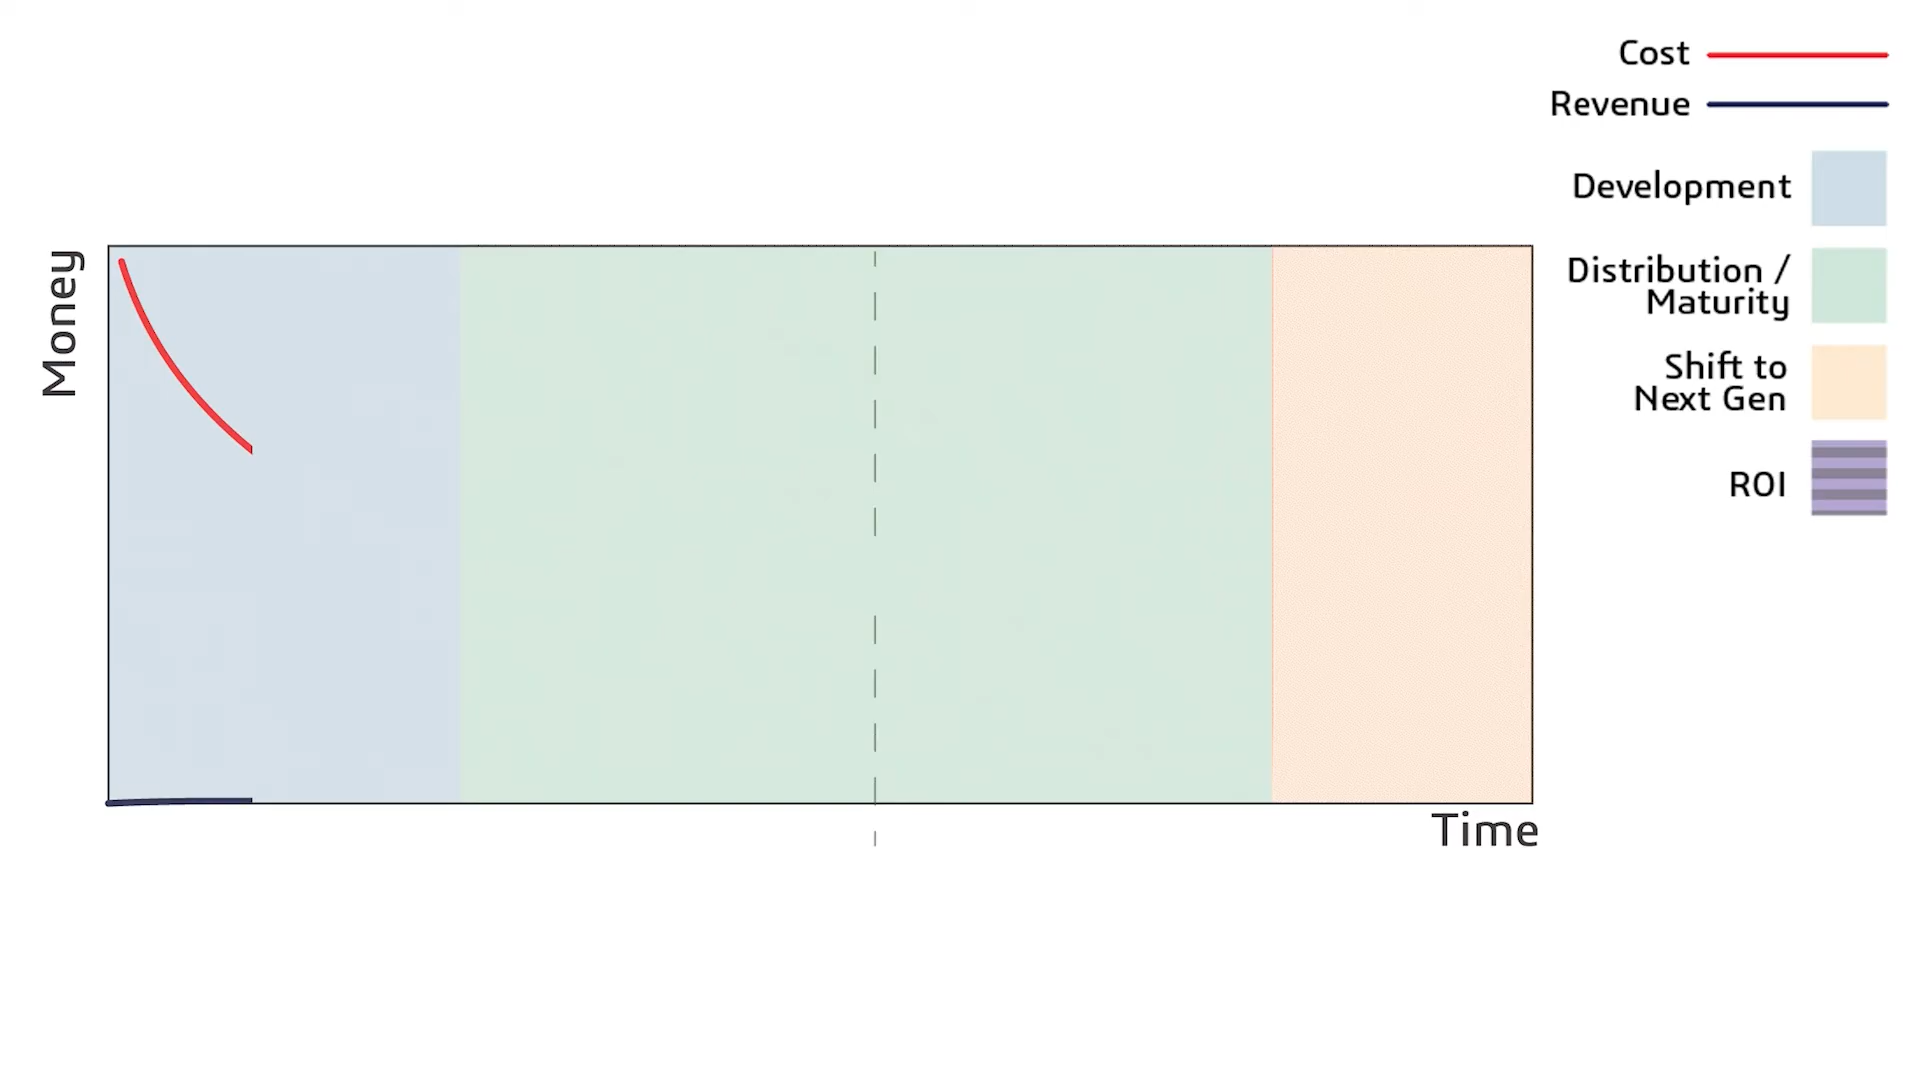 Cost
Revenue
Development
Distribution /
Maturity
Shift to
Next Gen
ROI
Money
Time